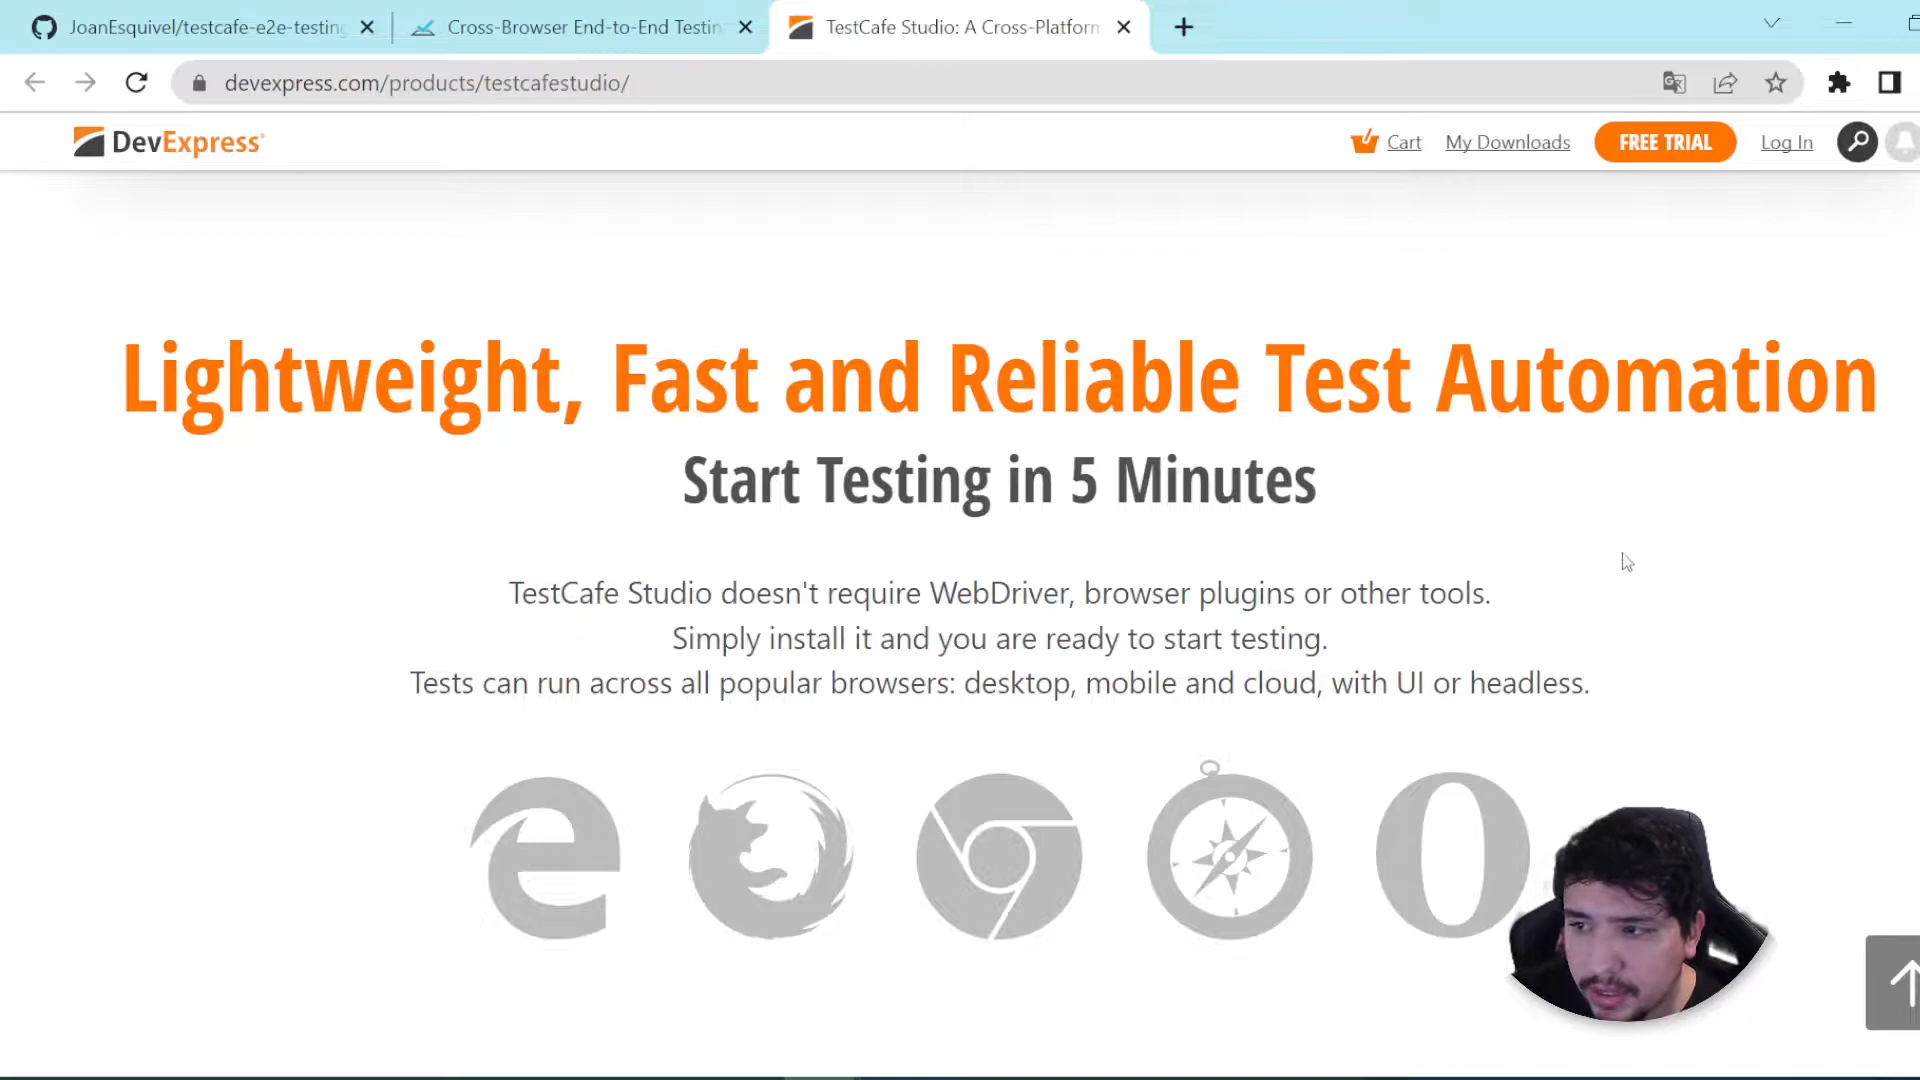 JoanEsquivel/testcafe-e2e-testing
Cross-Browser End-to-End Testin
TestCafe Studio: A Cross-Platform
devexpress.com/products/testcafestudio/
DevExpress
Cart
My Downloads
FREE TRIAL
Log In
Lightweight, Fast and Reliable Test Automation
Start Testing in 5 Minutes
TestCafe Studio doesn't require WebDriver, browser plugins or other tools.
Simply install it and you are ready to start testing.
Tests can run across all popular browsers: desktop, mobile and cloud, with UI or headless.